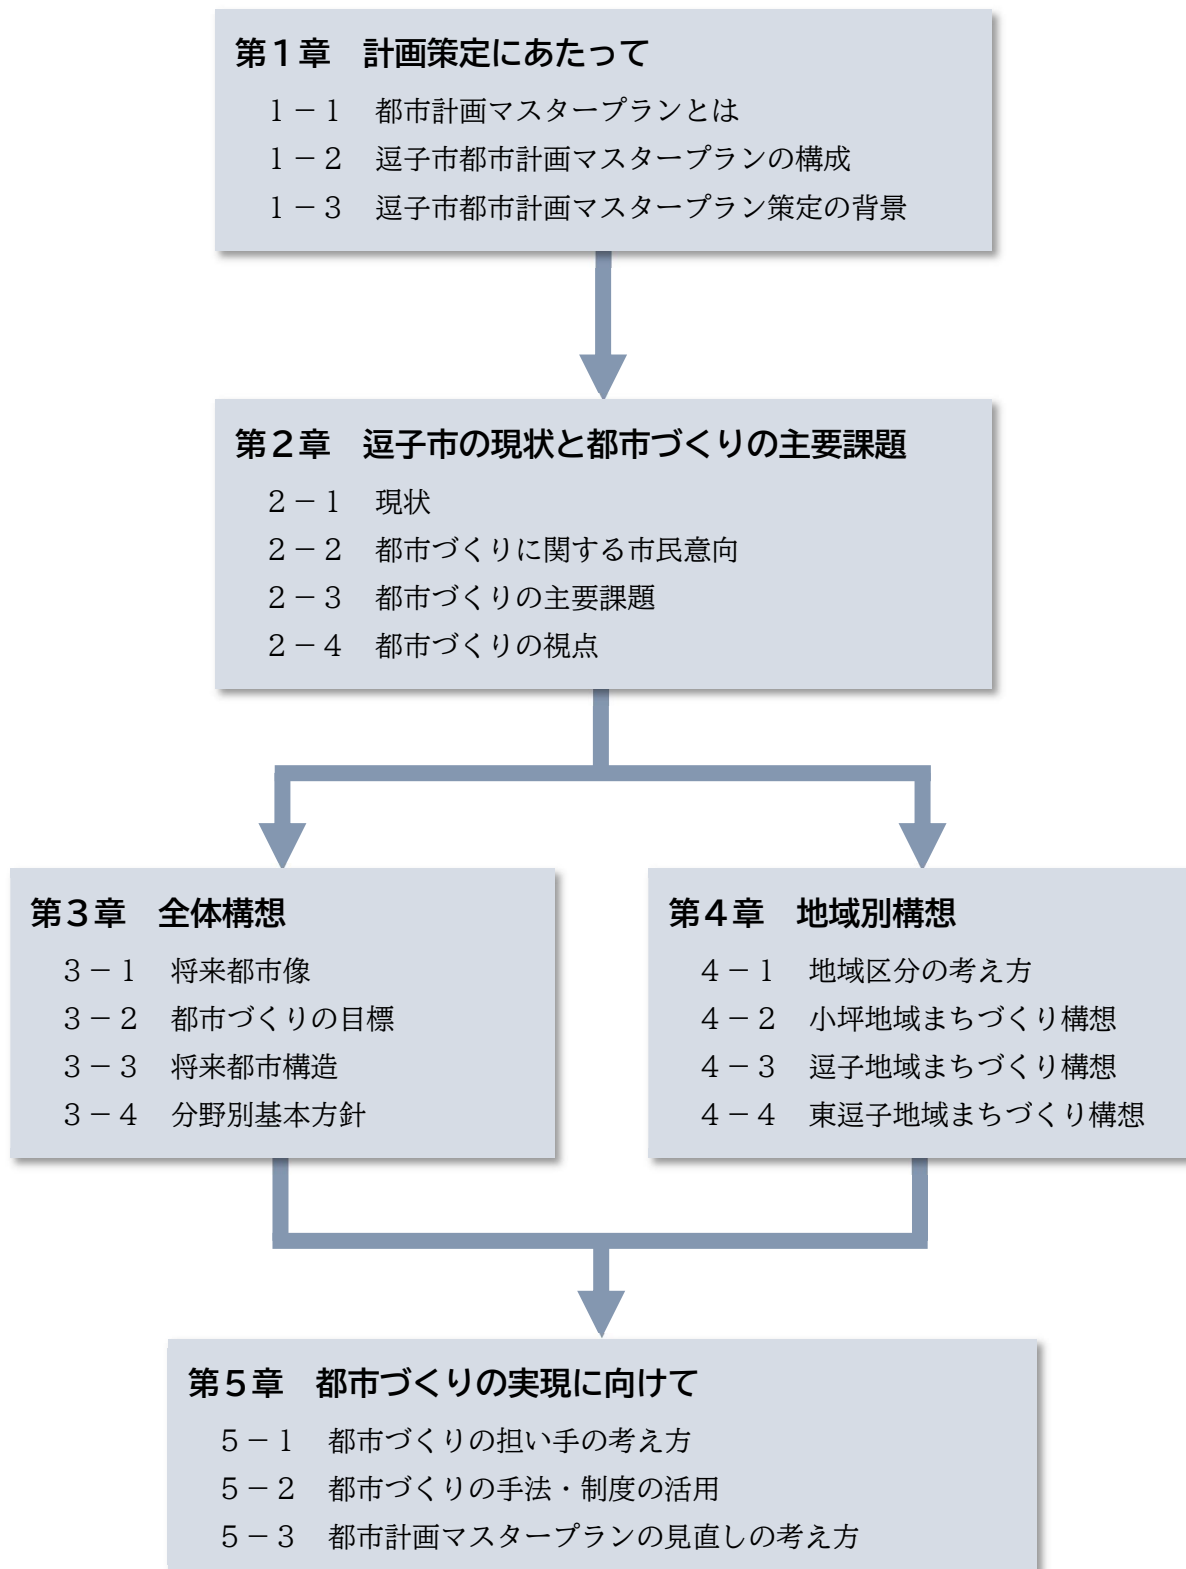 第１章　計画策定にあたって
１－１　都市計画マスタープランとは
１－２　逗子市都市計画マスタープランの構成
１－３　逗子市都市計画マスタープラン策定の背景
第２章　逗子市の現状と都市づくりの主要課題
２－１　現状
２－２　都市づくりに関する市民意向
２－３　都市づくりの主要課題
２－４　都市づくりの視点
第３章　全体構想
３－１　将来都市像
３－２　都市づくりの目標
３－３　将来都市構造
３－４　分野別基本方針
第４章　地域別構想
４－１　地域区分の考え方
４－２　小坪地域まちづくり構想
４－３　逗子地域まちづくり構想
４－４　東逗子地域まちづくり構想
第５章　都市づくりの実現に向けて
５－１　都市づくりの担い手の考え方
５－２　都市づくりの手法・制度の活用
５－３　都市計画マスタープランの見直しの考え方